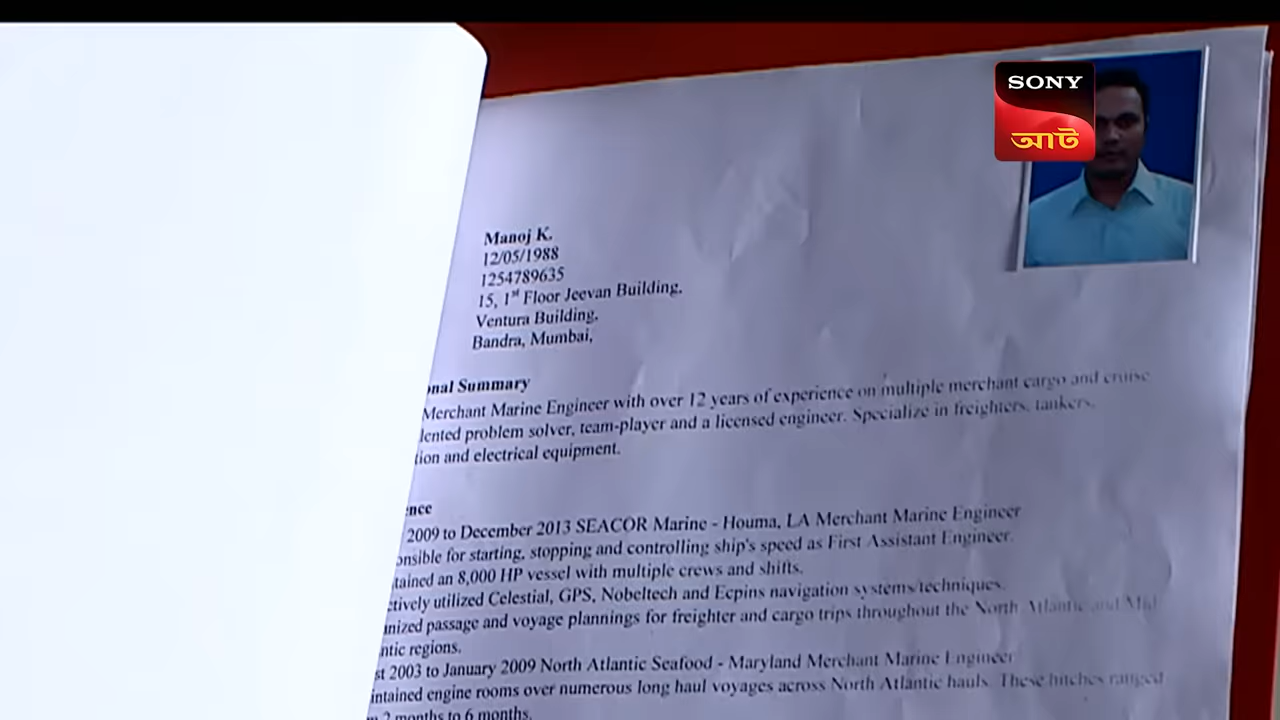 SONY
আট
Manoj K.
12/05/1988
1254789635
15, 1st Floor Jeevan Building,
Ventura Building,
Bandra, Mumbai,
onal Summary
Merchant Marine Engineer with over 12 years of experience on multiple merchant cargo and cruise
lented problem solver, team-player and a licensed engineer. Specialize in freighters, tankers,
ion and electrical equipment.
ence
2009 to December 2013 SEACOR Marine - Houma, LA Merchant Marine Engineer
onsible for starting, stopping and controlling ship's speed as First Assistant Engineer.
tained an 8,000 HP vessel with multiple crews and shifts.
ctively utilized Celestial, GPS, Nobeltech and Ecpins navigation systems/techniques.
nized passage and voyage plannings for freighter and cargo trips throughout the North Atlantic and Mid
ntic regions.
st 2003 to January 2009 North Atlantic Seafood - Maryland Merchant Marine Engineer
intained engine rooms over numerous long haul voyages across North Atlantic hauls. These hitches ranged
2 months to 6 months.